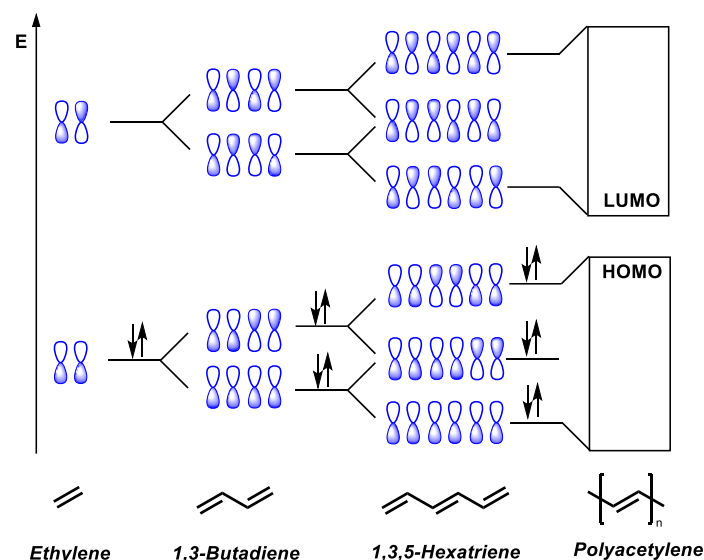 E
LUMO
HOMO
n
Ethylene
1,3-Butadiene
1,3,5-Hexatriene
Polyacetylene